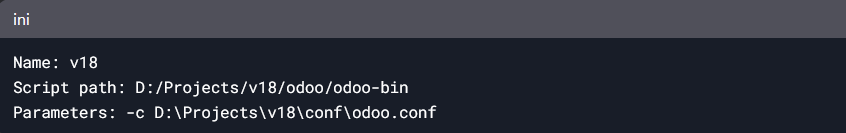 ini
Name: v18
Script path: D:/Projects/v18/odoo/odoo-bin
Parameters: -c D:\Projects\v18\conf\odoo.conf